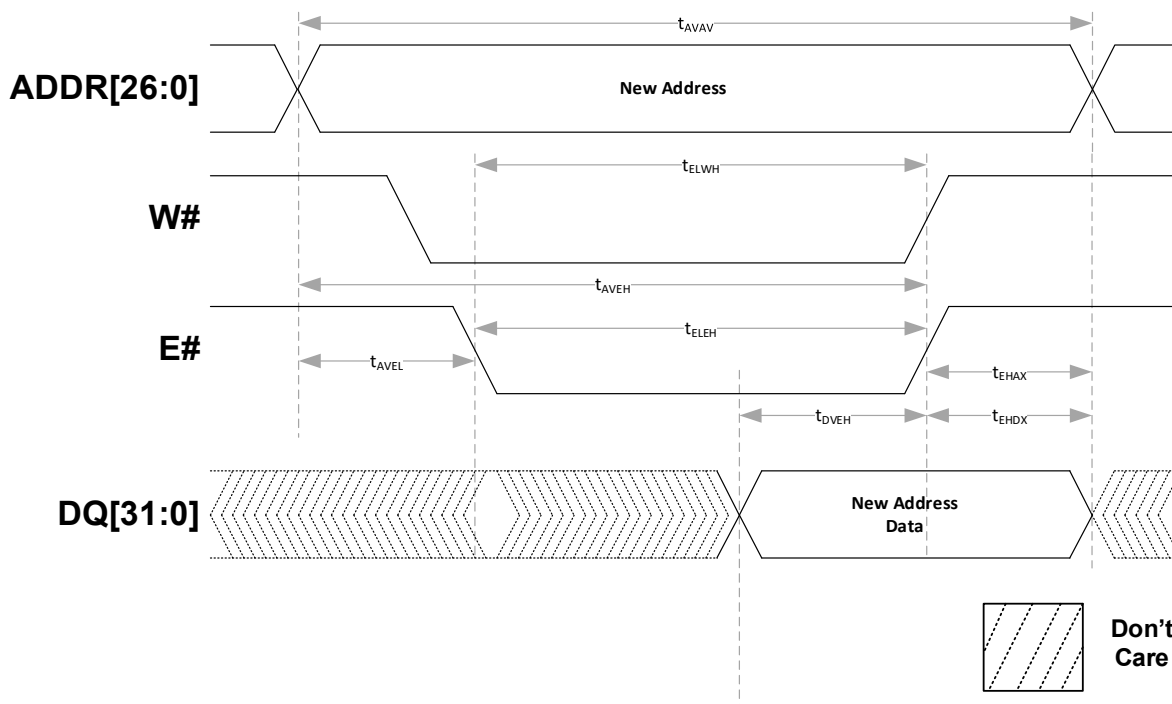 tAVAV
ADDR[26:0]
New Address
tELWH
W#
tAVEH
E#
tELEH
tAVEL
tEHAX
tDVEH
tEHDX
DQ[31:0]
New Address
Data
Don't
Care